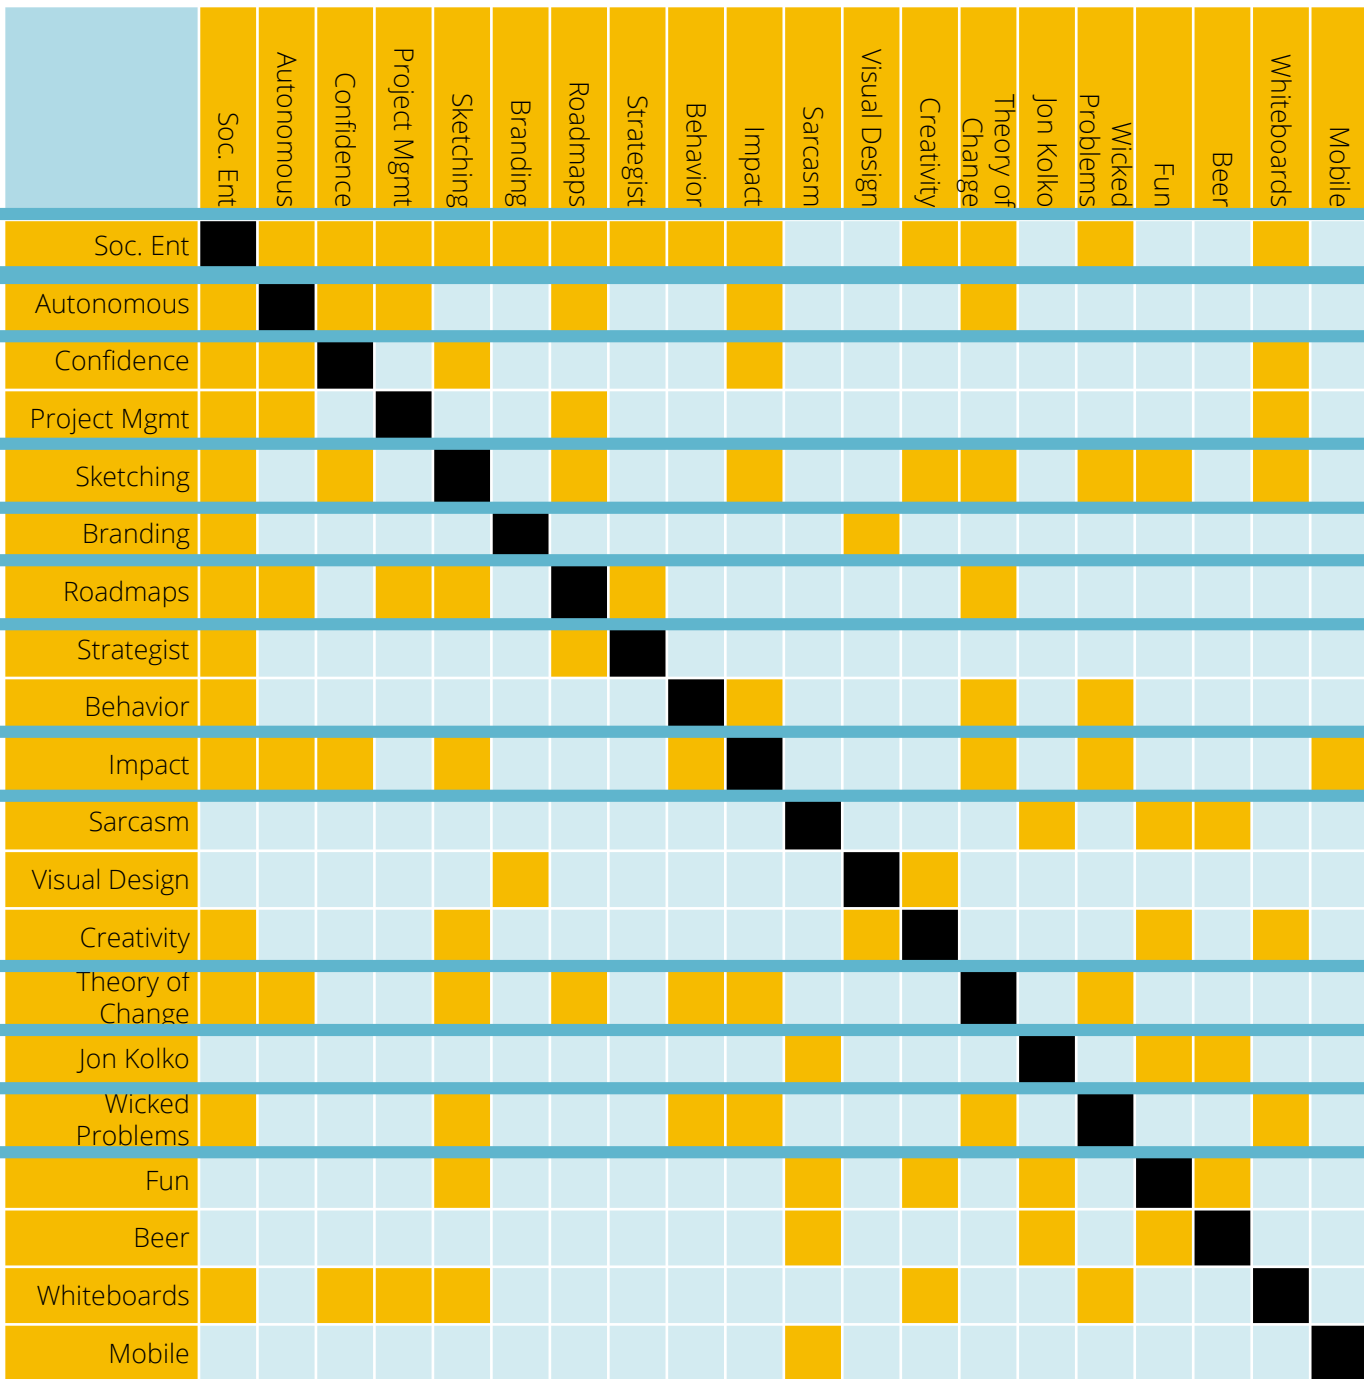 Soc. Ent
Autonomous
Confidence
Project Mgmt
Sketching
Branding
Roadmaps
Strategist
Behavior
Impact
Sarcasm
Visual Design
Creativity
Theory of
Change
Jon Kolko
Wicked
Problems
Fun
Beer
Whiteboards
Mobile
Soc. Ent
Autonomous
Confidence
Project Mgmt
Sketching
Branding
Roadmaps
Strategist
Behavior
Impact
Sarcasm
Visual Design
Creativity
Theory of
Change
Jon Kolko
Wicked
Problems
Fun
Beer
Whiteboards
Mobile